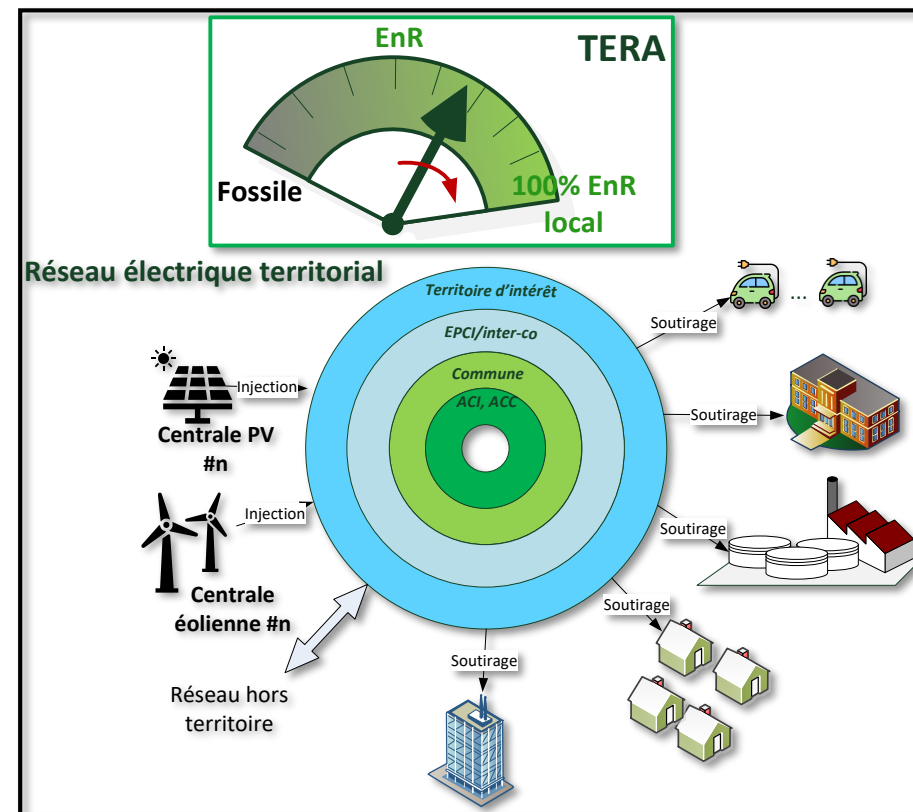 EnR
TERA
Fossile
100% EnR
local
Réseau électrique territorial
Territoire d'intérêt
EPCI/inter-co
Commune
ACI, ACC
Injection
Centrale PV
#n
Injection
Centrale
éolienne #n
Réseau hors
territoire
Soutirage
...
Soutirage
Soutirage
Soutirage
Soutirage